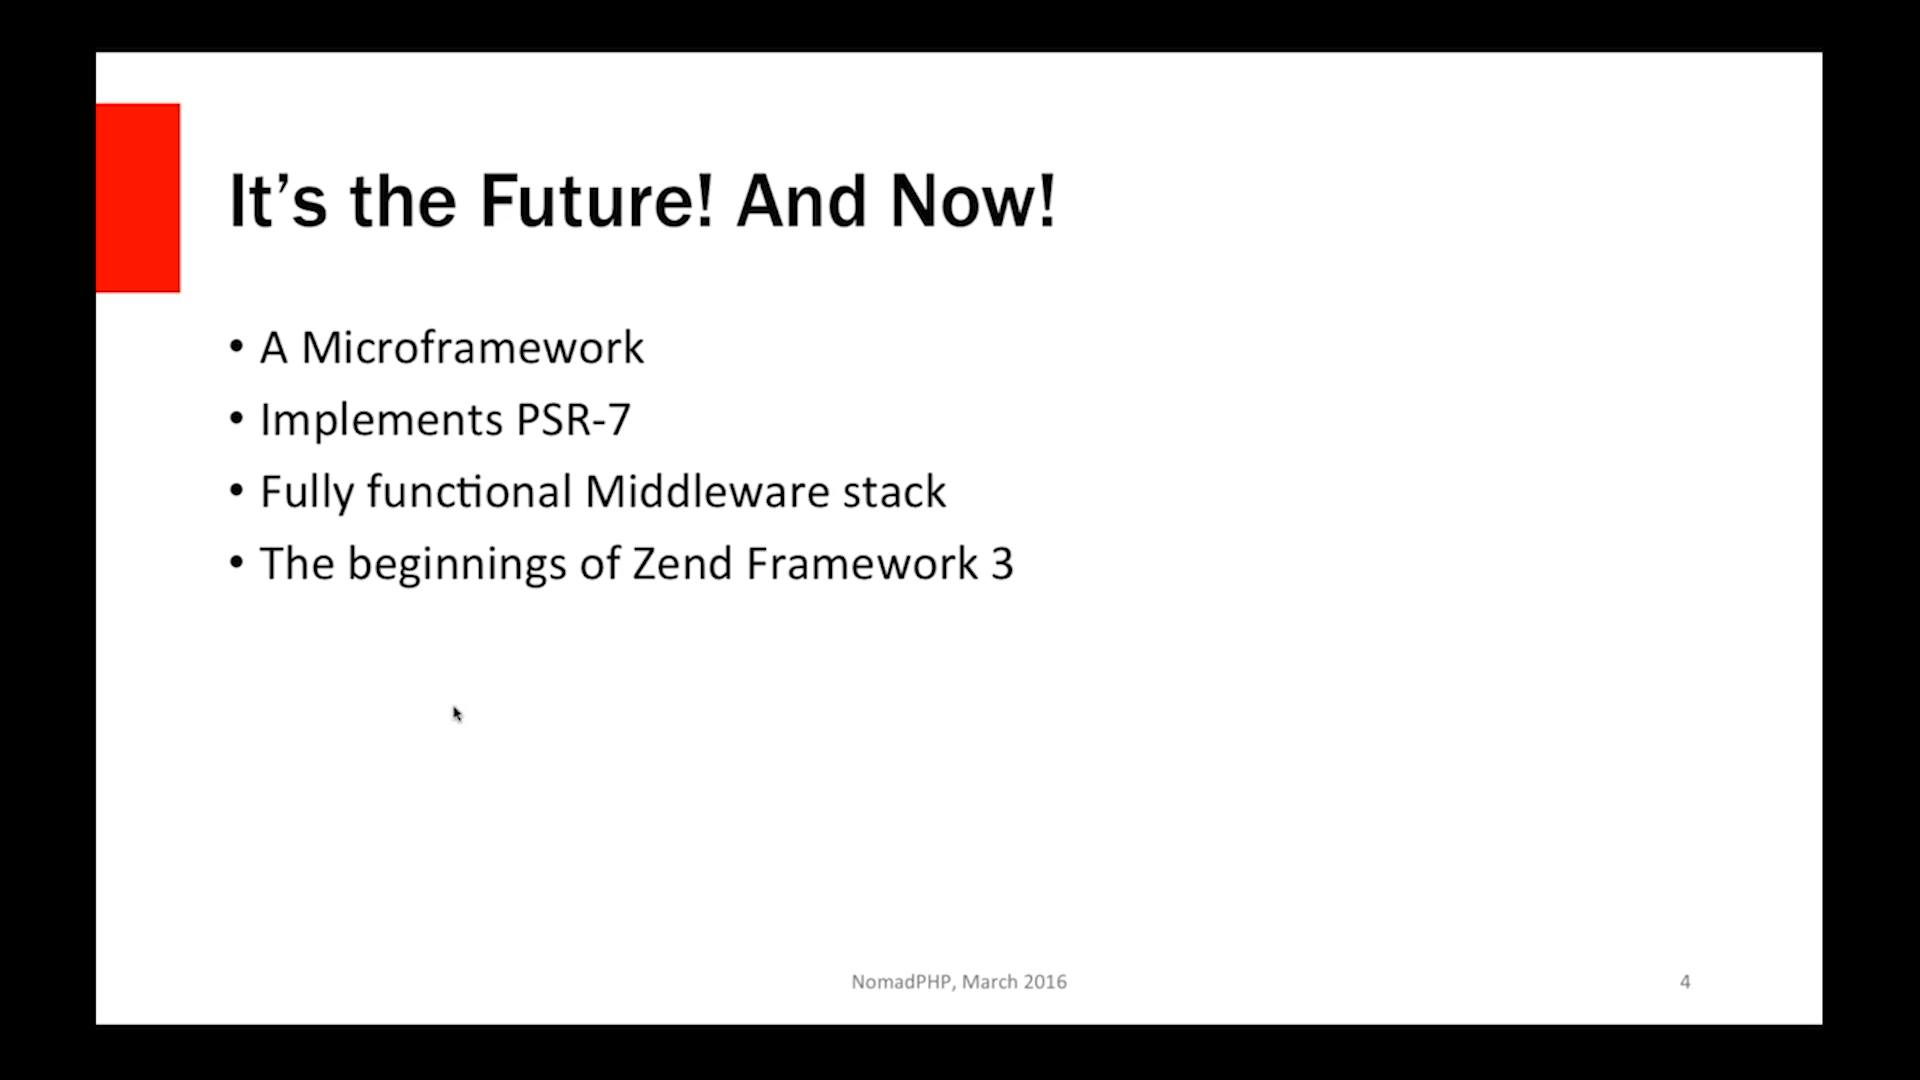 It’s the Future! And Now!
• A Microframework
• Implements PSR-7
• Fully functional Middleware stack
• The beginnings of Zend Framework 3
NomadPHP, March 2016
4